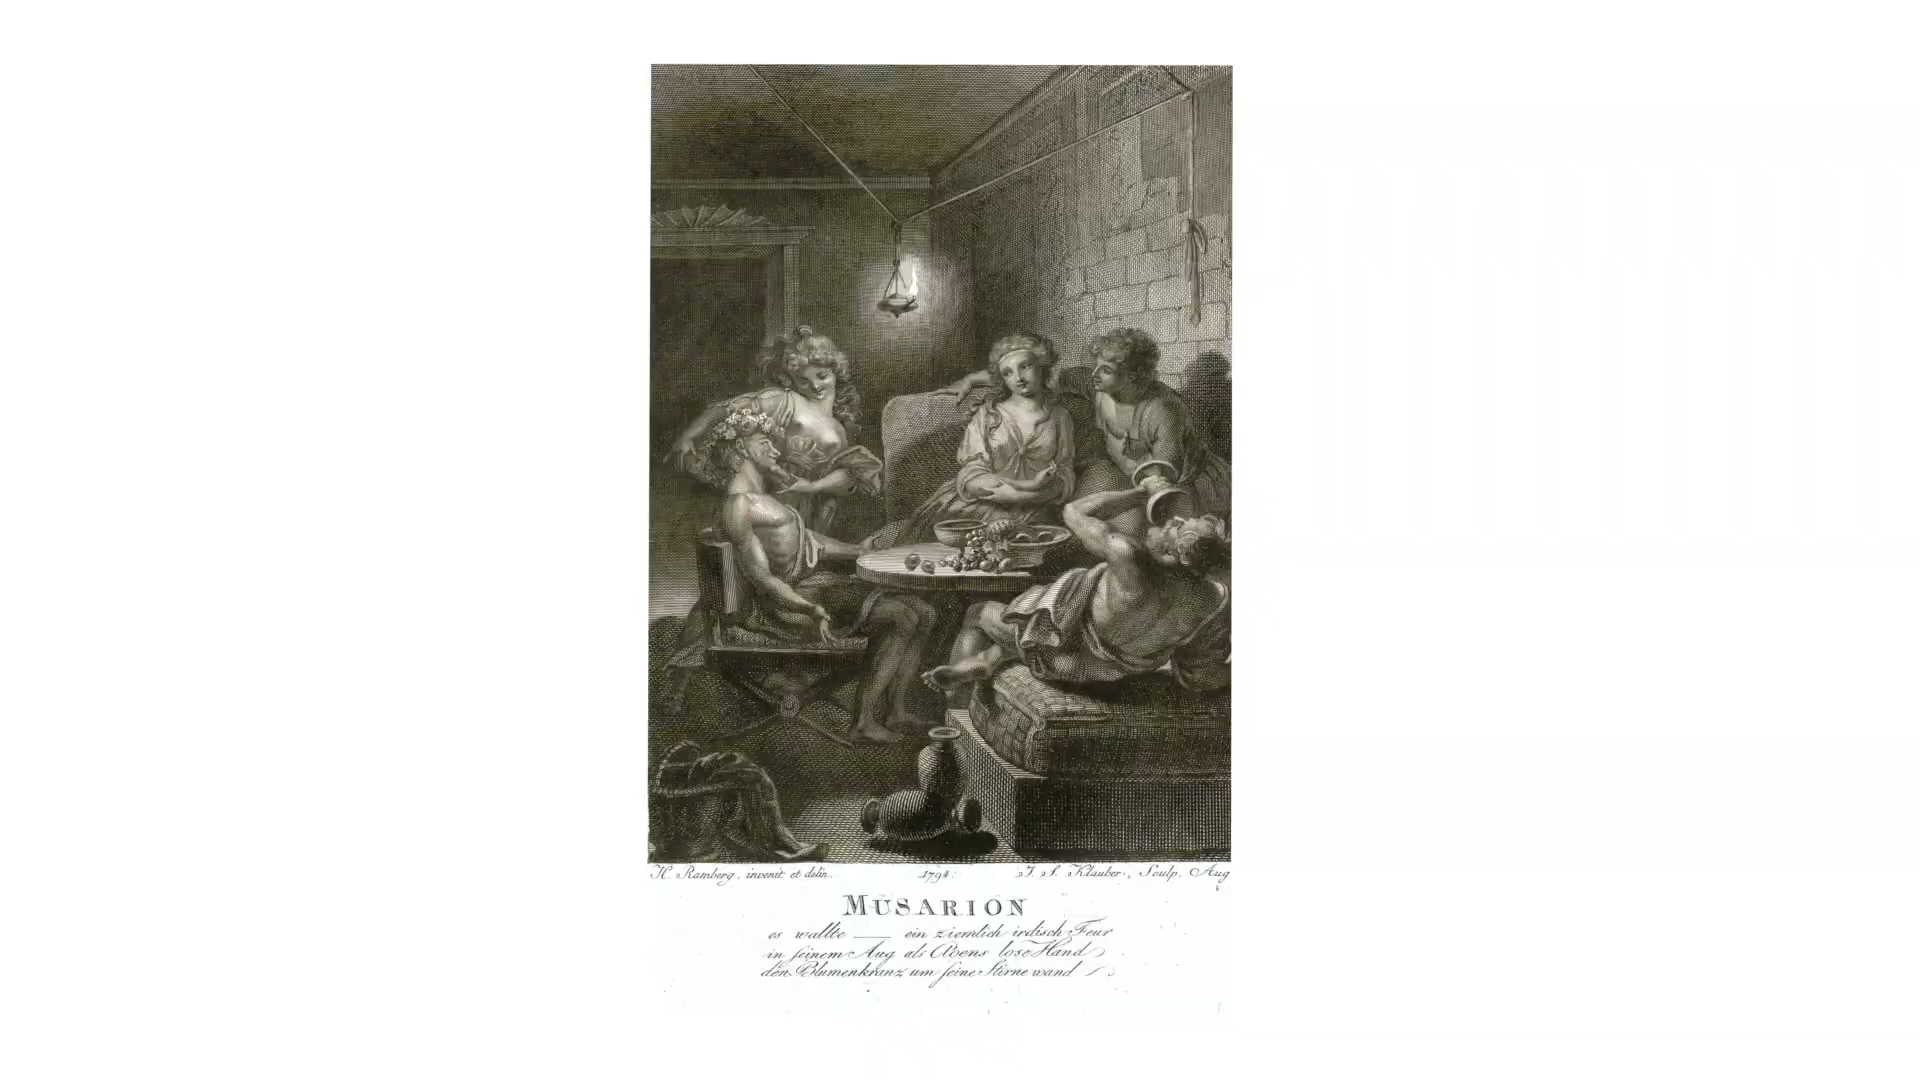 H. Ramberg. invenit et delin. 1794. J. S. Klauber., Sculp. Aug
MUSARION
es wallte —— ein ziemlich irdisch Feur
in seinem Aug als Cloens lose Hand
den Blumenkranz um seine Stirne wand